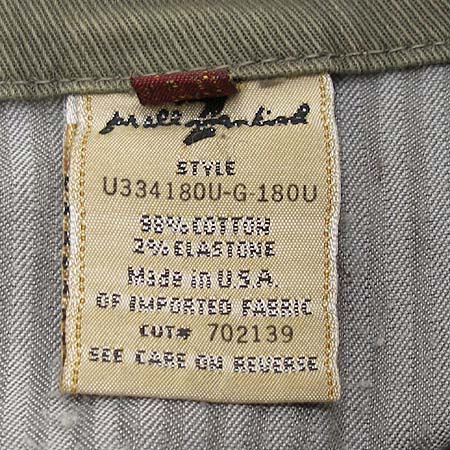 for all 7 mankind
STYLE
U334180U-G-180U
98% COTTON
2% ELASTONE
Made in U.S.A.
OF IMPORTED FABRIC
CUT# 702139
SEE CARE ON REVERSE